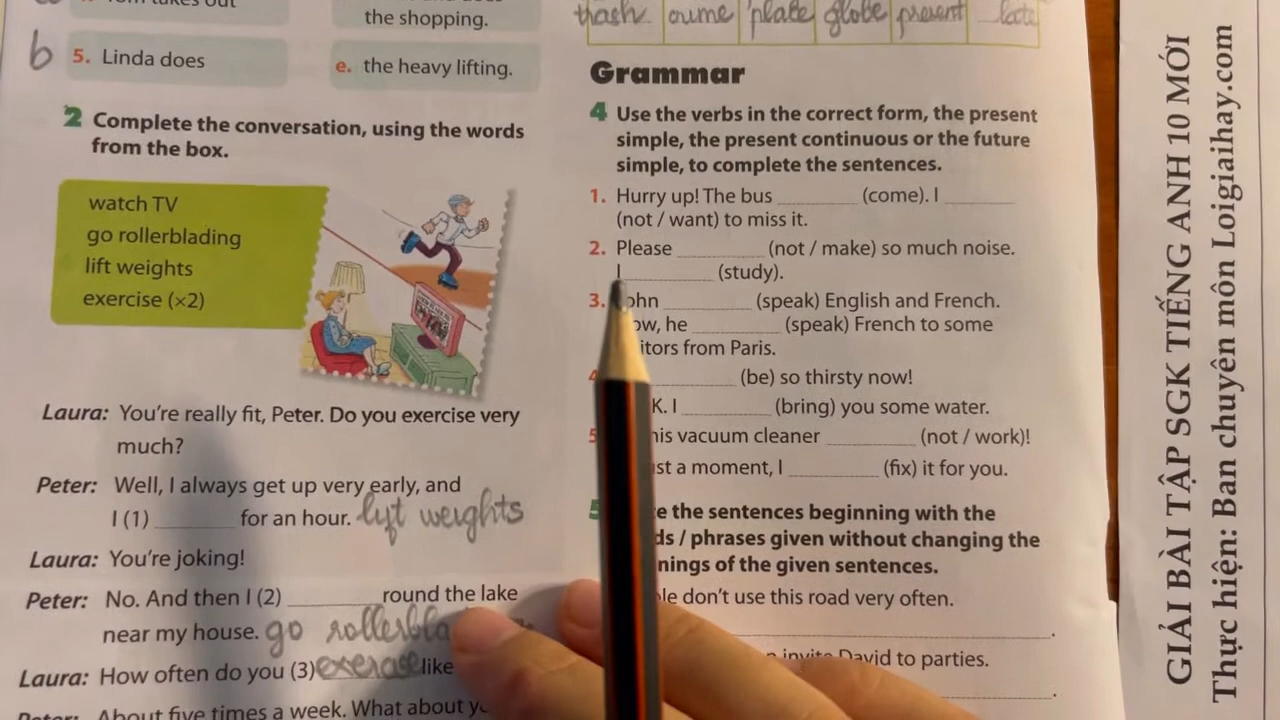 the shopping.
b 5. Linda does
e. the heavy lifting.
2 Complete the conversation, using the words
from the box.
watch TV
go rollerblading
lift weights
exercise (×2)
Laura: You're really fit, Peter. Do you exercise very
much?
Peter: Well, I always get up very early, and
I (1) ________ for an hour. lift weights
Laura: You're joking!
Peter: No. And then I (2) ________ round the lake
near my house. go rollerbla
Laura: How often do you (3) exercise like
Peter: About five times a week. What about
trash crime place globe present
Grammar
4 Use the verbs in the correct form, the present
simple, the present continuous or the future
simple, to complete the sentences.
1. Hurry up! The bus ________ (come). I ________
(not / want) to miss it.
2. Please ________ (not / make) so much noise.
I ________ (study).
3. ohn ________ (speak) English and French.
ow, he ________ (speak) French to some
itors from Paris.
________ (be) so thirsty now!
K. I ________ (bring) you some water.
5 his vacuum cleaner ________ (not / work)!
st a moment, I ________ (fix) it for you.
5 e the sentences beginning with the
ds / phrases given without changing the
nings of the given sentences.
le don't use this road very often.
invite David to parties.
GIẢI BÀI TẬP SGK TIẾNG ANH 10 MỚI
Thực hiện: Ban chuyên môn Loigiaihay.com